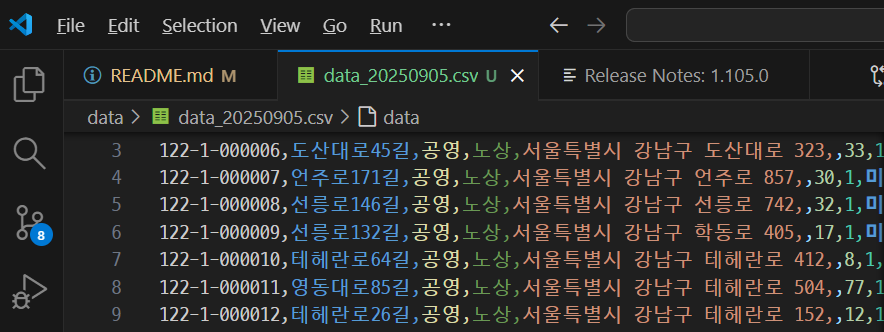 File Edit Selection View Go Run ...
README.md M data_20250905.csv U Release Notes: 1.105.0
data > data_20250905.csv > data
3 122-1-000006,도산대로45길,공영,노상,서울특별시 강남구 도산대로 323,,33,1
4 122-1-000007,언주로171길,공영,노상,서울특별시 강남구 언주로 857,,30,1,미
5 122-1-000008,선릉로146길,공영,노상,서울특별시 강남구 선릉로 742,,32,1,미
6 122-1-000009,선릉로132길,공영,노상,서울특별시 강남구 학동로 405,,17,1,미
7 122-1-000010,테헤란로64길,공영,노상,서울특별시 강남구 테헤란로 412,,8,1,
8 122-1-000011,영동대로85길,공영,노상,서울특별시 강남구 테헤란로 504,,77,1
8
9 122-1-000012,테헤란로26길,공영,노상,서울특별시 강남구 테헤란로 152,,12,1